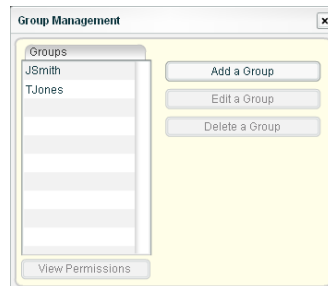 Group Management
Groups
JSmith
TJones
Add a Group
Edit a Group
Delete a Group
View Permissions